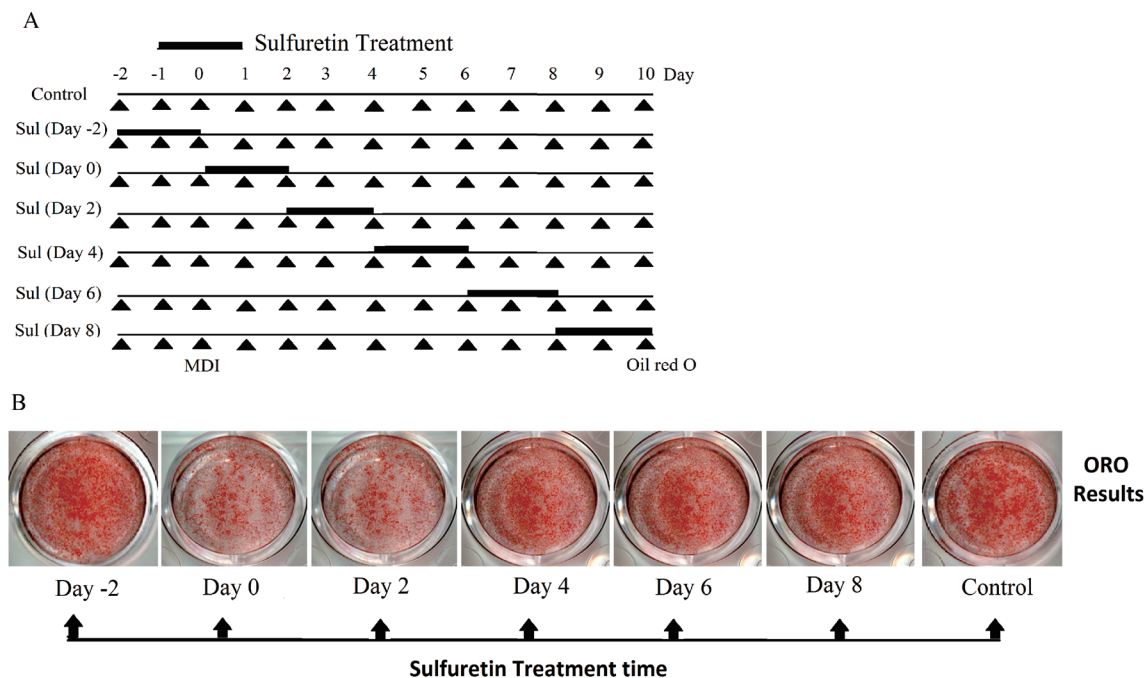 A
Sulfuretin Treatment
-2 -1 0 1 2 3 4 5 6 7 8 9 10 Day
Control
Sul (Day -2)
Sul (Day 0)
Sul (Day 2)
Sul (Day 4)
Sul (Day 6)
Sul (Day 8)
MDI Oil red O
B
ORO
Results
Day -2 Day 0 Day 2 Day 4 Day 6 Day 8 Control
Sulfuretin Treatment time